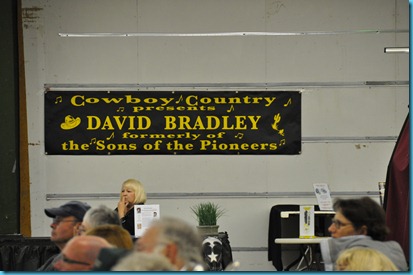 Cowboy Country
presents
DAVID BRADLEY
formerly of
the Sons of the Pioneers